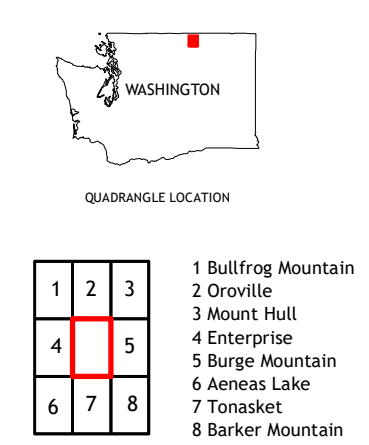 WASHINGTON
QUADRANGLE LOCATION
1 2 3
4 5
6 7 8
1 Bullfrog Mountain
2 Oroville
3 Mount Hull
4 Enterprise
5 Burge Mountain
6 Aeneas Lake
7 Tonasket
8 Barker Mountain